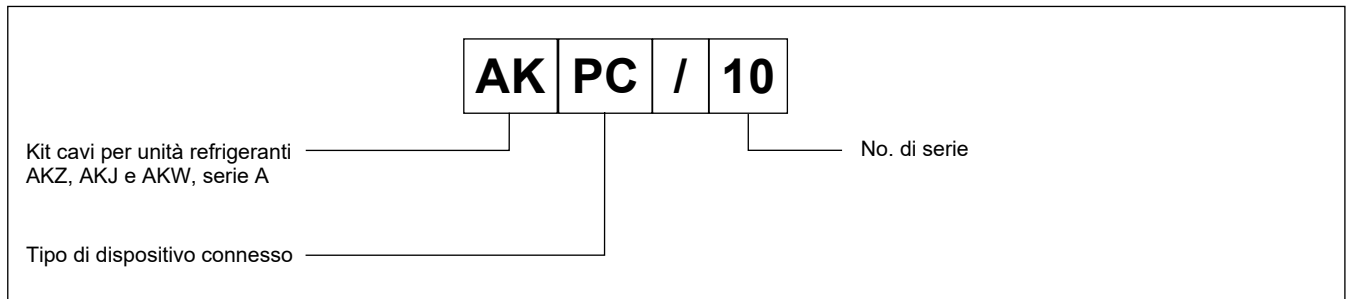 AK PC / 10
Kit cavi per unità refrigeranti
AKZ, AKJ e AKW, serie A
No. di serie
Tipo di dispositivo connesso